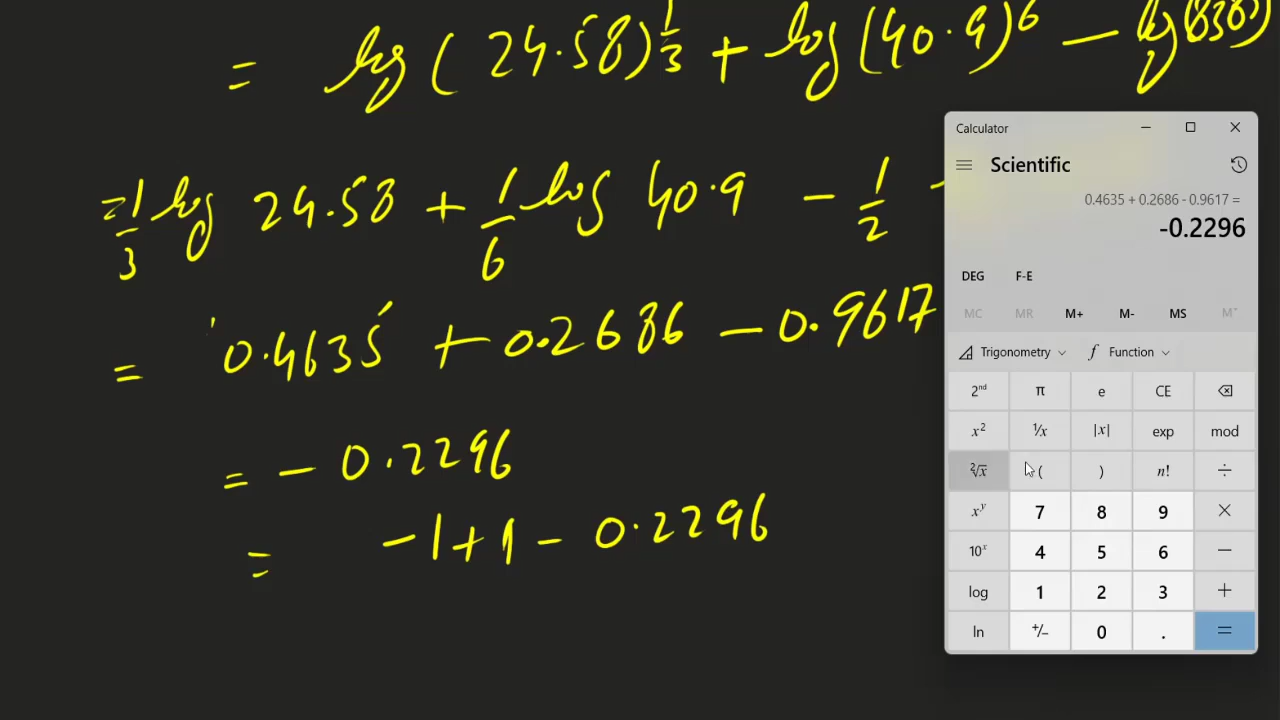 = log (24.58)^1/3 + log (40.9)^6 -
= 1/3 log 24.58 + 1/6 log 40.9 - 1/2
= 0.4635 + 0.2686 - 0.9617
= - 0.2296
= -1+1 - 0.2296
Calculator
Scientific
0.4635 + 0.2686 - 0.9617 =
-0.2296
DEG F-E
MC MR M+ M- MS M˅
Trigonometry f Function
2ⁿᵈ π e CE
x² ¹/x |x| exp mod
²√x ( ) n! ÷
xʸ 7 8 9 ×
10ˣ 4 5 6 −
log 1 2 3 +
ln +/− 0 . =